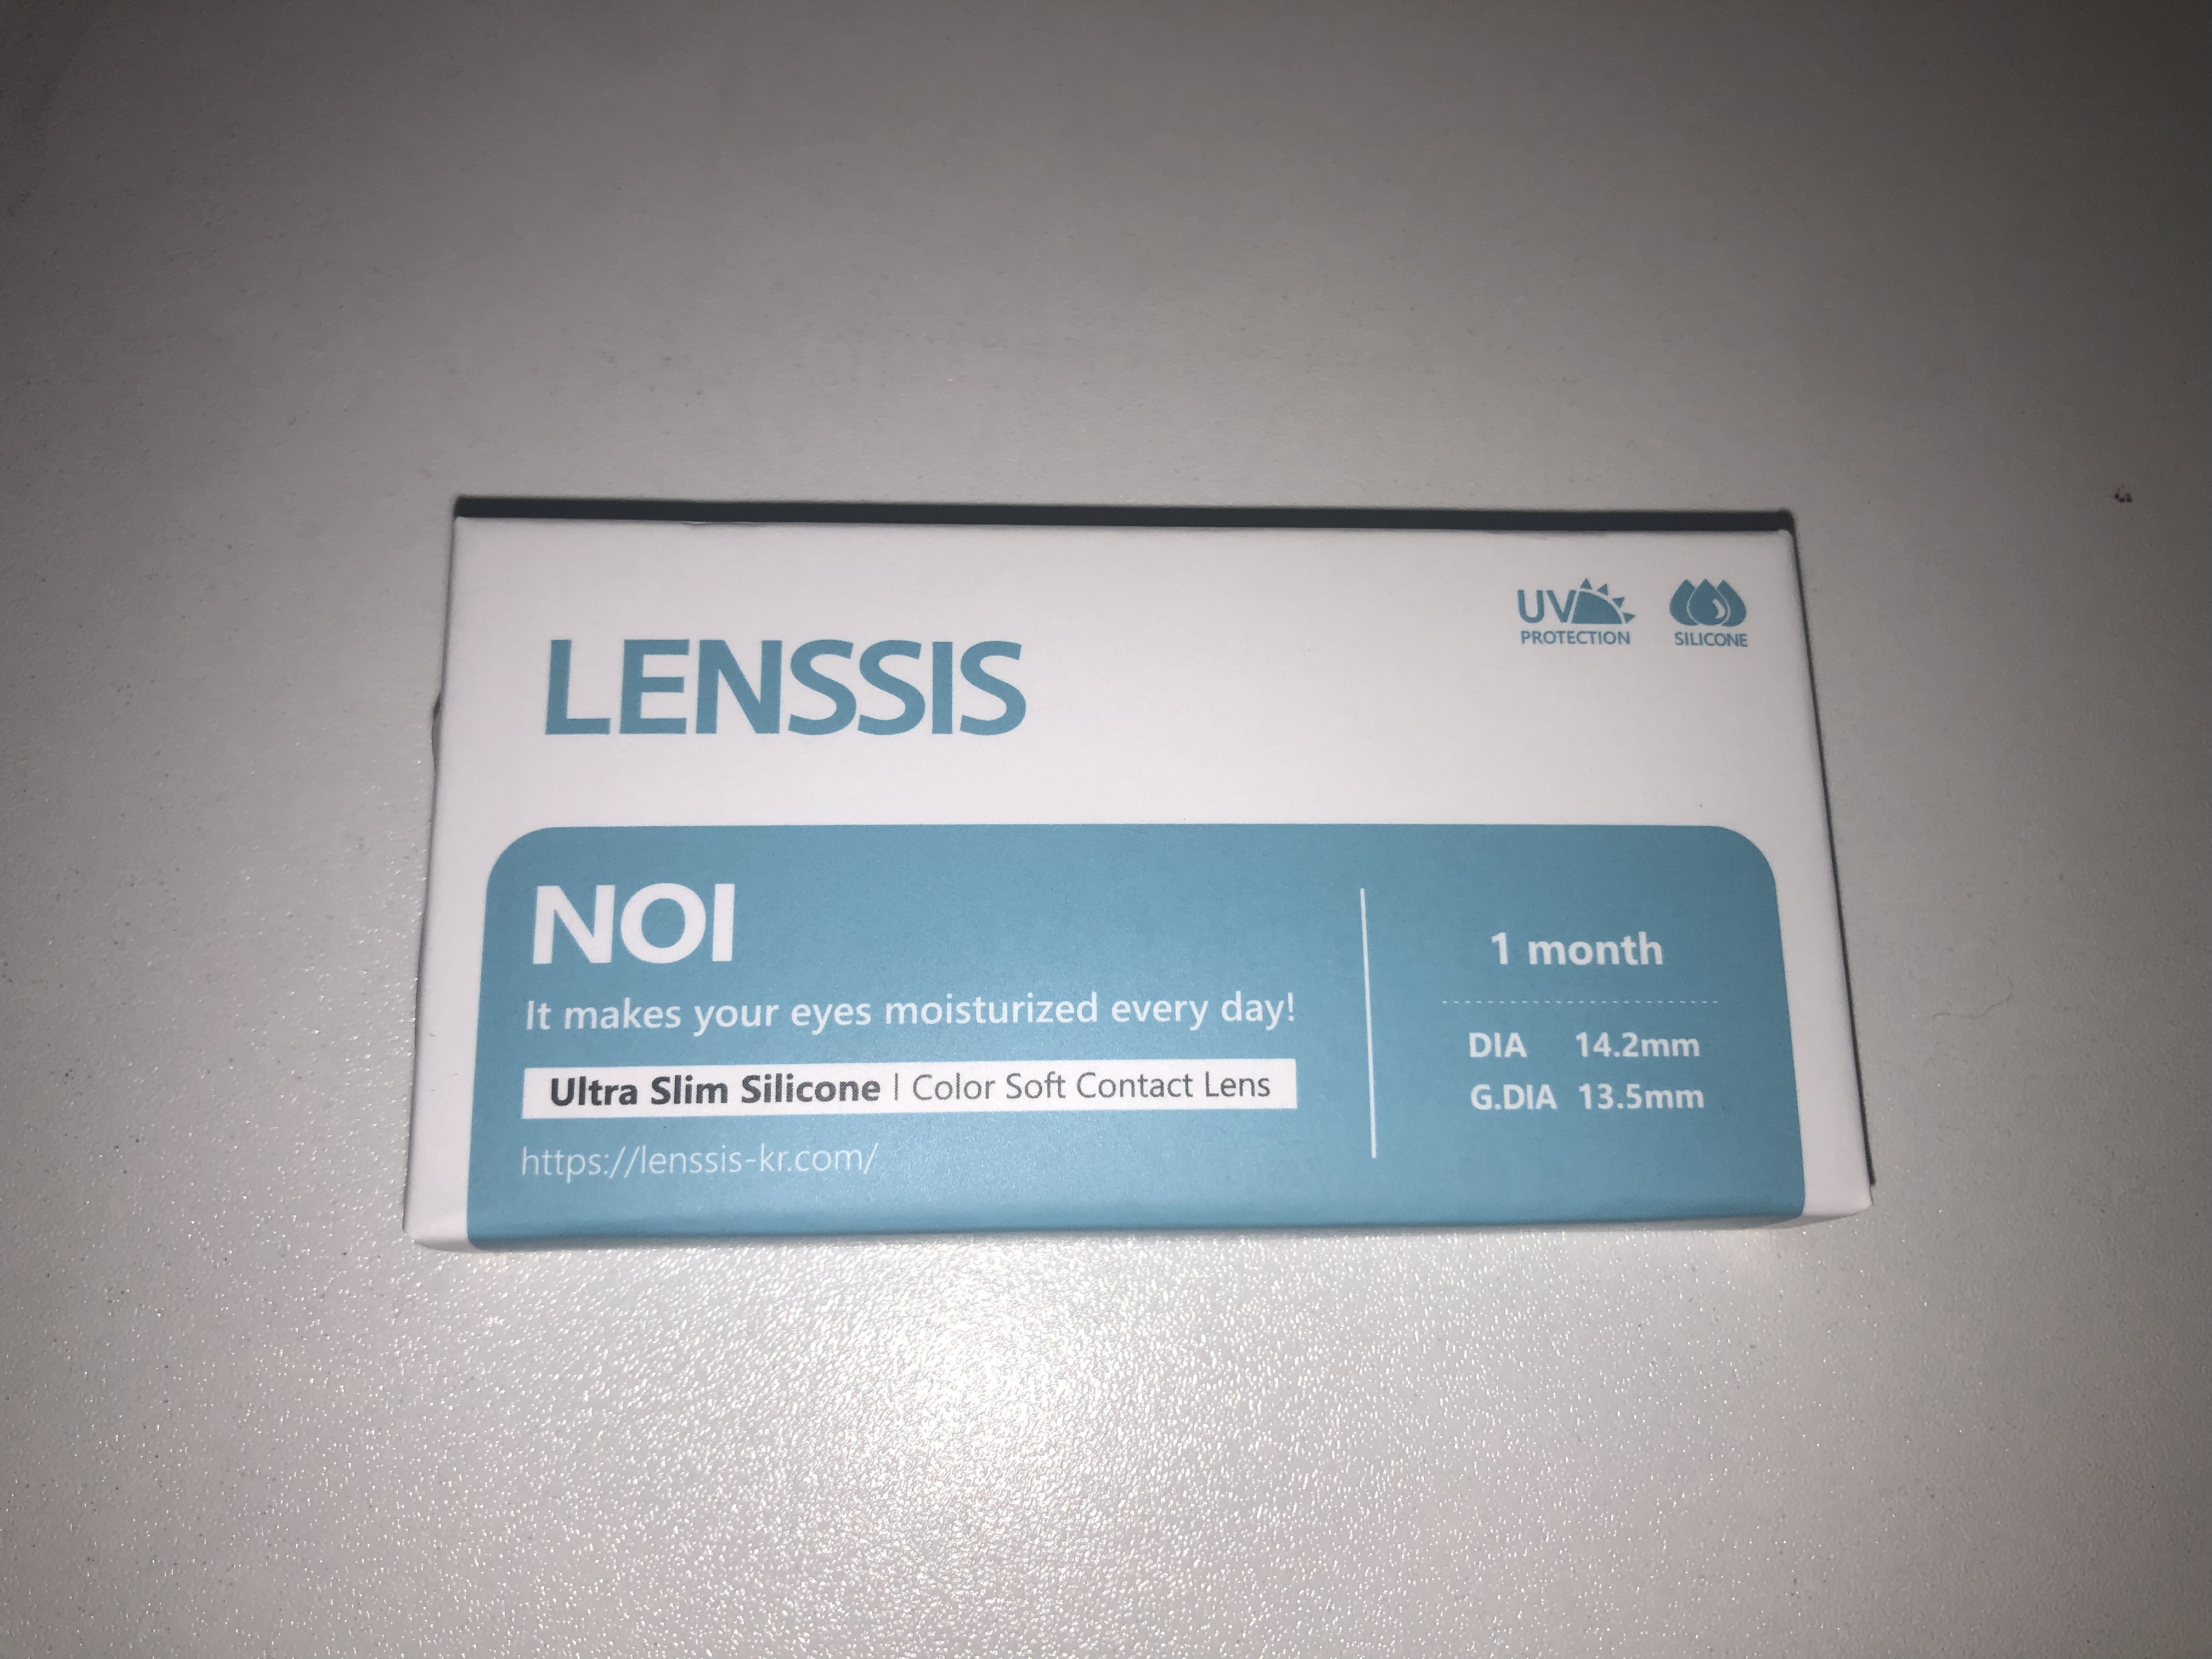 LENSSIS
UV
PROTECTION
SILICONE
NOI
It makes your eyes moisturized every day!
Ultra Slim Silicone | Color Soft Contact Lens
https://lenssis-kr.com/
1 month
DIA 14.2mm
G.DIA 13.5mm